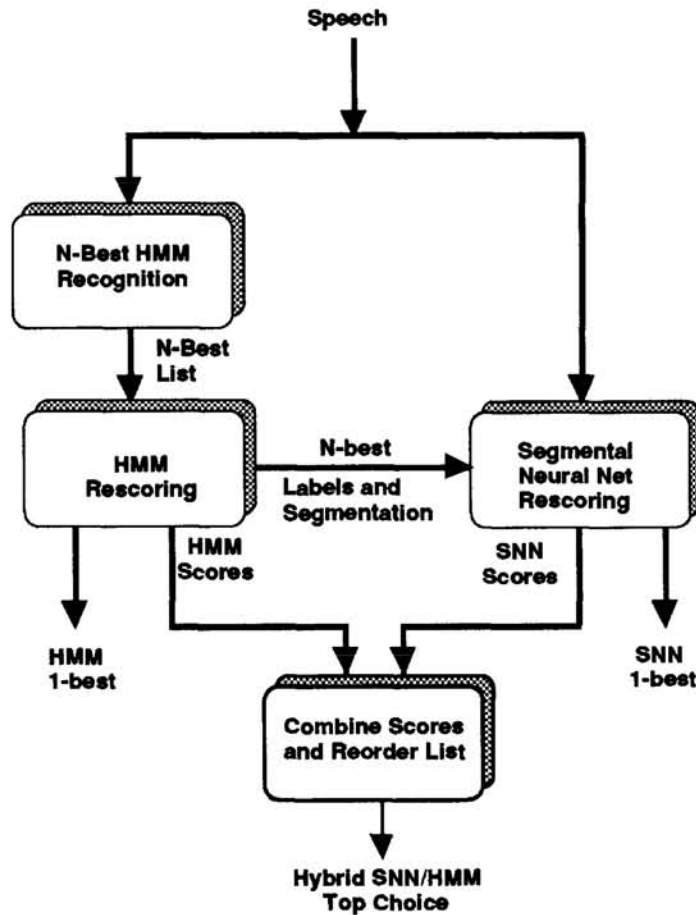 Speech
N-Best HMM
Recognition
N-Best
List
HMM
Rescoring
N-best
Labels and
Segmentation
Segmental
Neural Net
Rescoring
HMM
Scores
SNN
Scores
HMM
1-best
SNN
1-best
Combine Scores
and Reorder List
Hybrid SNN/HMM
Top Choice